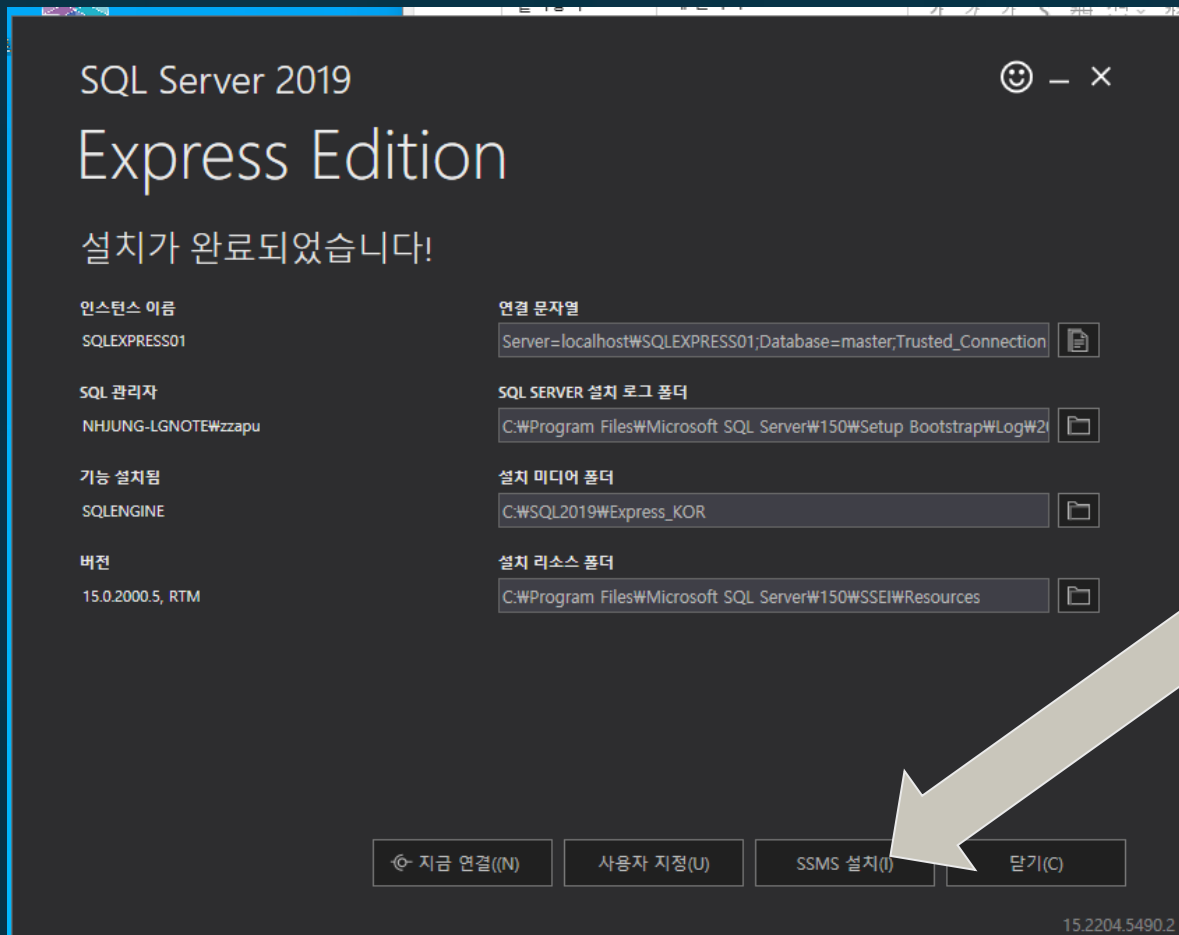 SQL Server 2019
Express Edition
설치가 완료되었습니다!
인스턴스 이름
SQLEXPRESS01
연결 문자열
Server=localhost₩SQLEXPRESS01;Database=master;Trusted_Connection
SQL 관리자
NHJUNG-LGNOTE₩zzapu
SQL SERVER 설치 로그 폴더
C:₩Program Files₩Microsoft SQL Server₩150₩Setup Bootstrap₩Log₩2
기능 설치됨
SQLENGINE
설치 미디어 폴더
C:₩SQL2019₩Express_KOR
버전
15.0.2000.5, RTM
설치 리소스 폴더
C:₩Program Files₩Microsoft SQL Server₩150₩SSEI₩Resources
지금 연결((N)
사용자 지정(U)
SSMS 설치(I)
닫기(C)
15.2204.5490.2